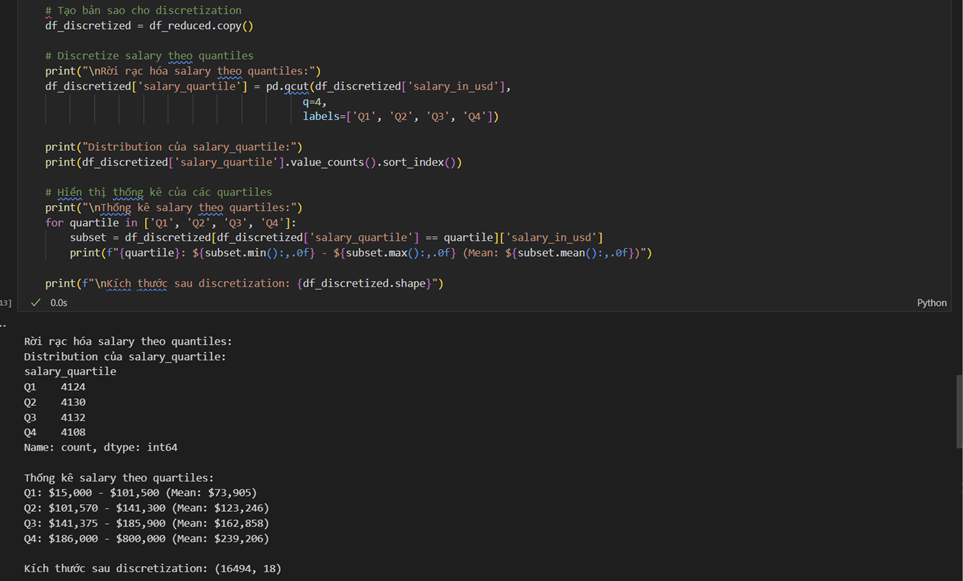 # Tạo bản sao cho discretization
df_discretized = df_reduced.copy()
# Discretize salary theo quantiles
print("\nRời rạc hóa salary theo quantiles:")
df_discretized['salary_quartile'] = pd.qcut(df_discretized['salary_in_usd'],
q=4,
labels=['Q1', 'Q2', 'Q3', 'Q4'])
print("Distribution của salary_quartile:")
print(df_discretized['salary_quartile'].value_counts().sort_index())
# Hiển thị thống kê của các quartiles
print("\nThống kê salary theo quartiles:")
for quartile in ['Q1', 'Q2', 'Q3', 'Q4']:
subset = df_discretized[df_discretized['salary_quartile'] == quartile]['salary_in_usd']
print(f"{quartile}: ${subset.min():,.0f} - ${subset.max():,.0f} (Mean: ${subset.mean():,.0f})")
print(f"\nKích thước sau discretization: {df_discretized.shape}")
13]
0.0s
Python
..
Rời rạc hóa salary theo quantiles:
Distribution của salary_quartile:
salary_quartile
Q1 4124
Q2 4130
Q3 4132
Q4 4108
Name: count, dtype: int64
Thống kê salary theo quartiles:
Q1: $15,000 - $101,500 (Mean: $73,905)
Q2: $101,570 - $141,300 (Mean: $123,246)
Q3: $141,375 - $185,900 (Mean: $162,858)
Q4: $186,000 - $800,000 (Mean: $239,206)
Kích thước sau discretization: (16494, 18)